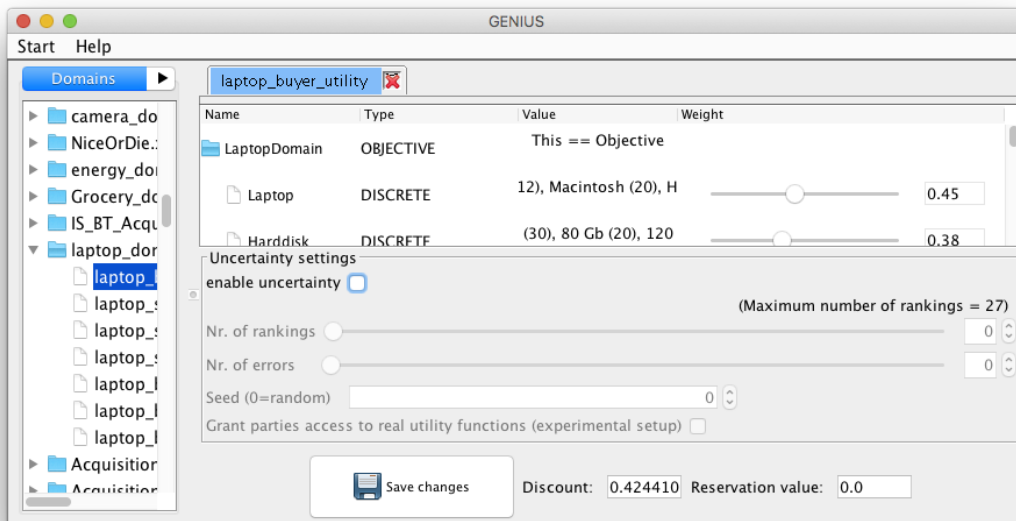 GENIUS
Start Help
Domains
laptop_buyer_utility
camera_do
NiceOrDie.:
energy_dor
Grocery_dc
IS_BT_Acqu
laptop_dor
laptop_l
laptop_s
laptop_s
laptop_s
laptop_l
laptop_l
laptop_l
Acquisition
Acquisition
Name Type Value Weight
LaptopDomain OBJECTIVE This == Objective
Laptop DISCRETE 12), Macintosh (20), H 0.45
Harddisk DISCRETE (30), 80 Gb (20), 120 0.38
Uncertainty settings
enable uncertainty
(Maximum number of rankings = 27)
Nr. of rankings 0
Nr. of errors 0
Seed (0=random) 0
Grant parties access to real utility functions (experimental setup)
Save changes Discount: 0.424410 Reservation value: 0.0